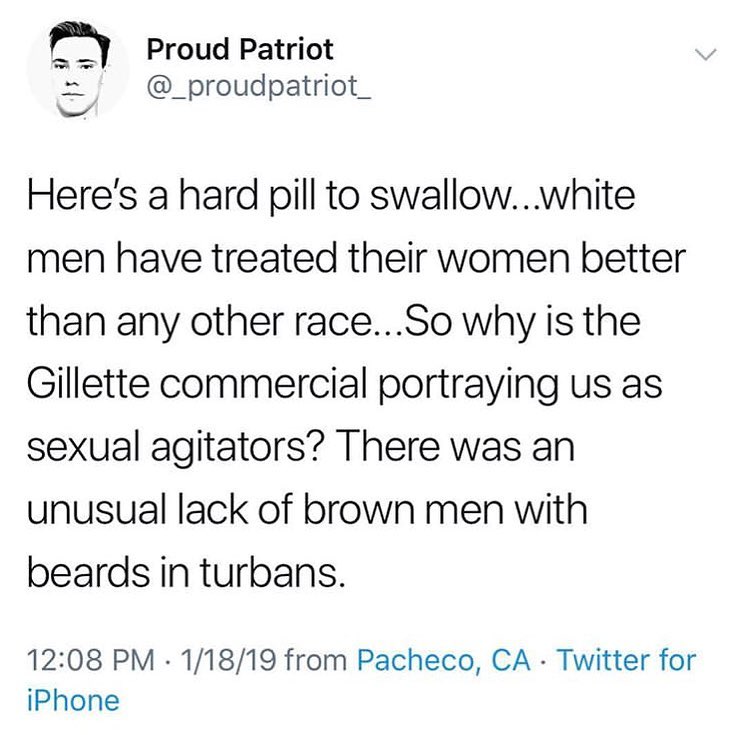 Proud Patriot
@_proudpatriot_
Here's a hard pill to swallow...white
men have treated their women better
than any other race...So why is the
Gillette commercial portraying us as
sexual agitators? There was an
unusual lack of brown men with
beards in turbans.
12:08 PM · 1/18/19 from Pacheco, CA · Twitter for
iPhone